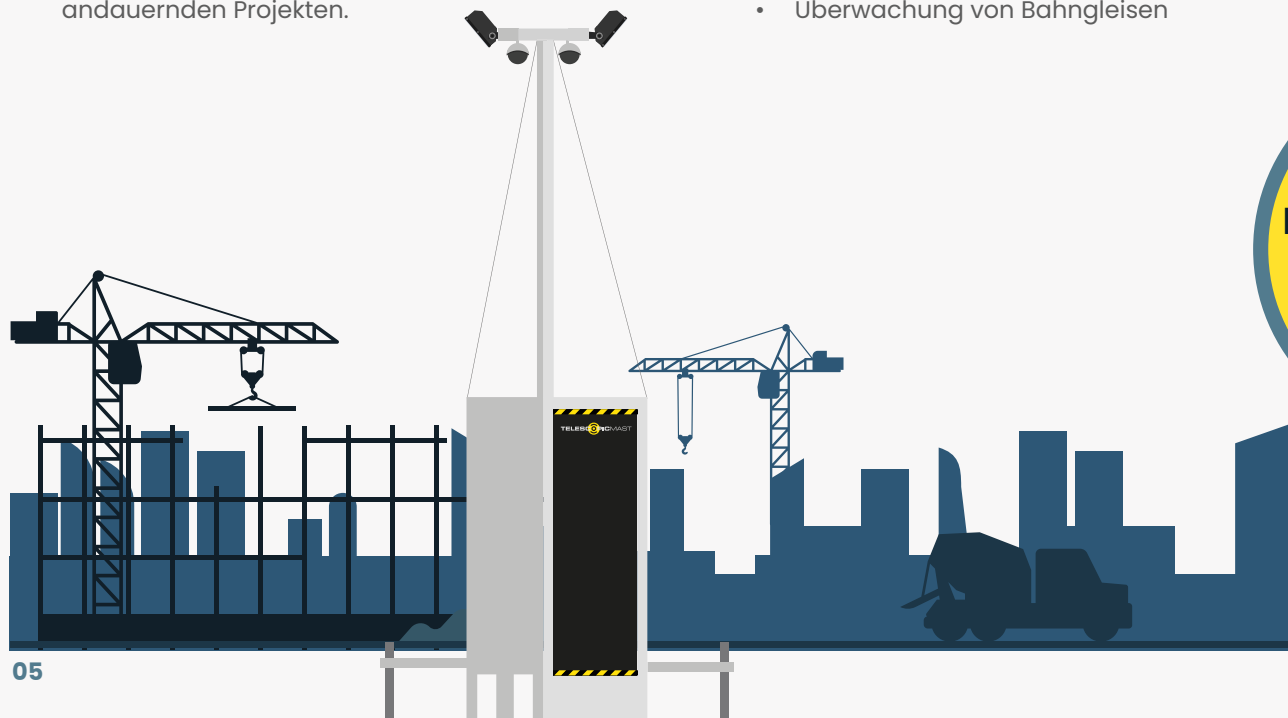 andauernden Projekten.
• Überwachung von Bahngleisen
TELESCOPICMAST
05